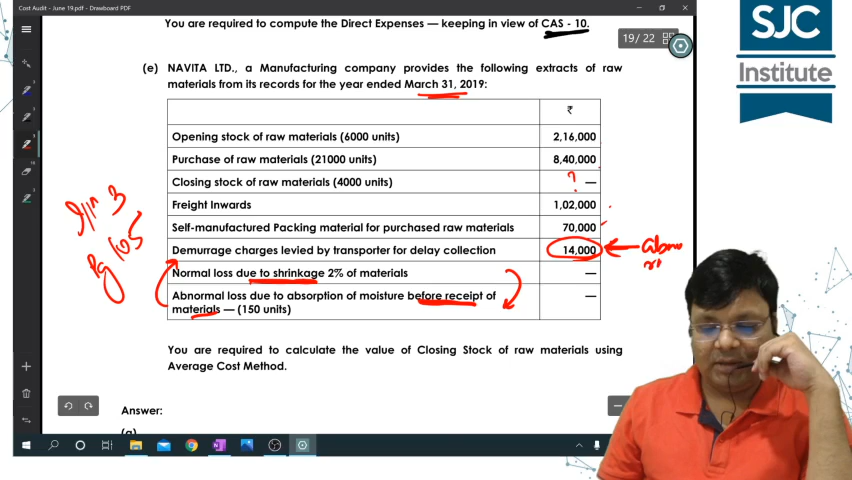 Cost Audit - June 19.pdf - Drawboard PDF
You are required to compute the Direct Expenses — keeping in view of CAS - 10.
19/ 22
SJC
Institute
(e) NAVITA LTD., a Manufacturing company provides the following extracts of raw
materials from its records for the year ended March 31, 2019:
₹
Opening stock of raw materials (6000 units) 2,16,000
Purchase of raw materials (21000 units) 8,40,000
Closing stock of raw materials (4000 units) ? —
Freight Inwards 1,02,000
Self-manufactured Packing material for purchased raw materials 70,000
Demurrage charges levied by transporter for delay collection 14,000
Normal loss due to shrinkage 2% of materials —
Abnormal loss due to absorption of moisture before receipt of
materials — (150 units) —
Pg 105
You are required to calculate the value of Closing Stock of raw materials using
Average Cost Method.
Answer:
(a)